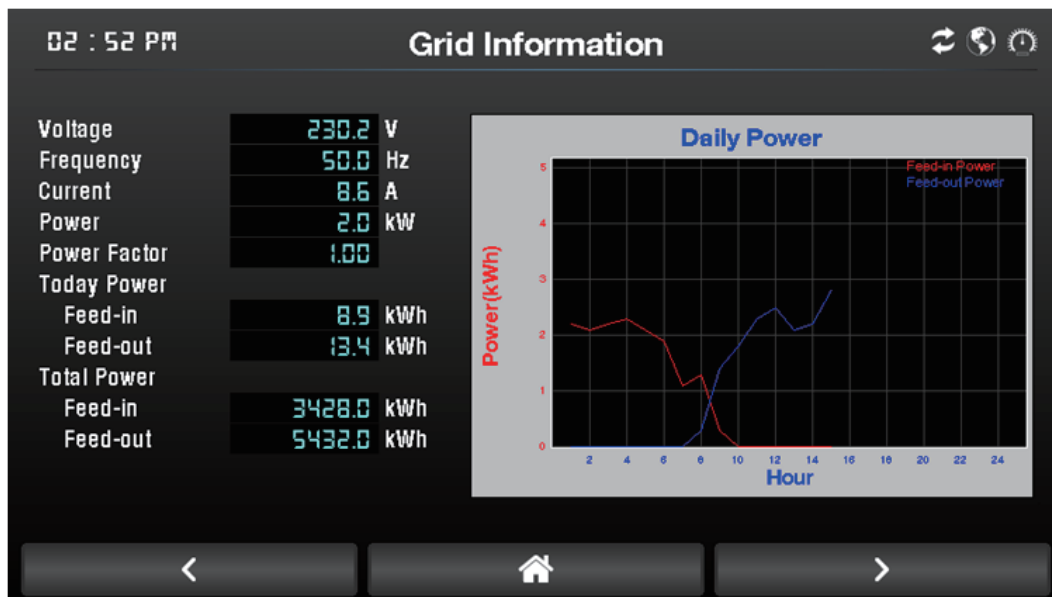 02 : 52 PM
Grid Information
Voltage 230.2 V
Frequency 50.0 Hz
Current 8.6 A
Power 2.0 kW
Power Factor 1.00
Today Power
Feed-in 8.9 kWh
Feed-out 13.4 kWh
Total Power
Feed-in 3428.0 kWh
Feed-out 5432.0 kWh
Daily Power
Feed-in Power
Feed-out Power
Power(kWh)
5
4
3
2
1
0
2 4 6 8 10 12 14 16 18 20 22 24
Hour